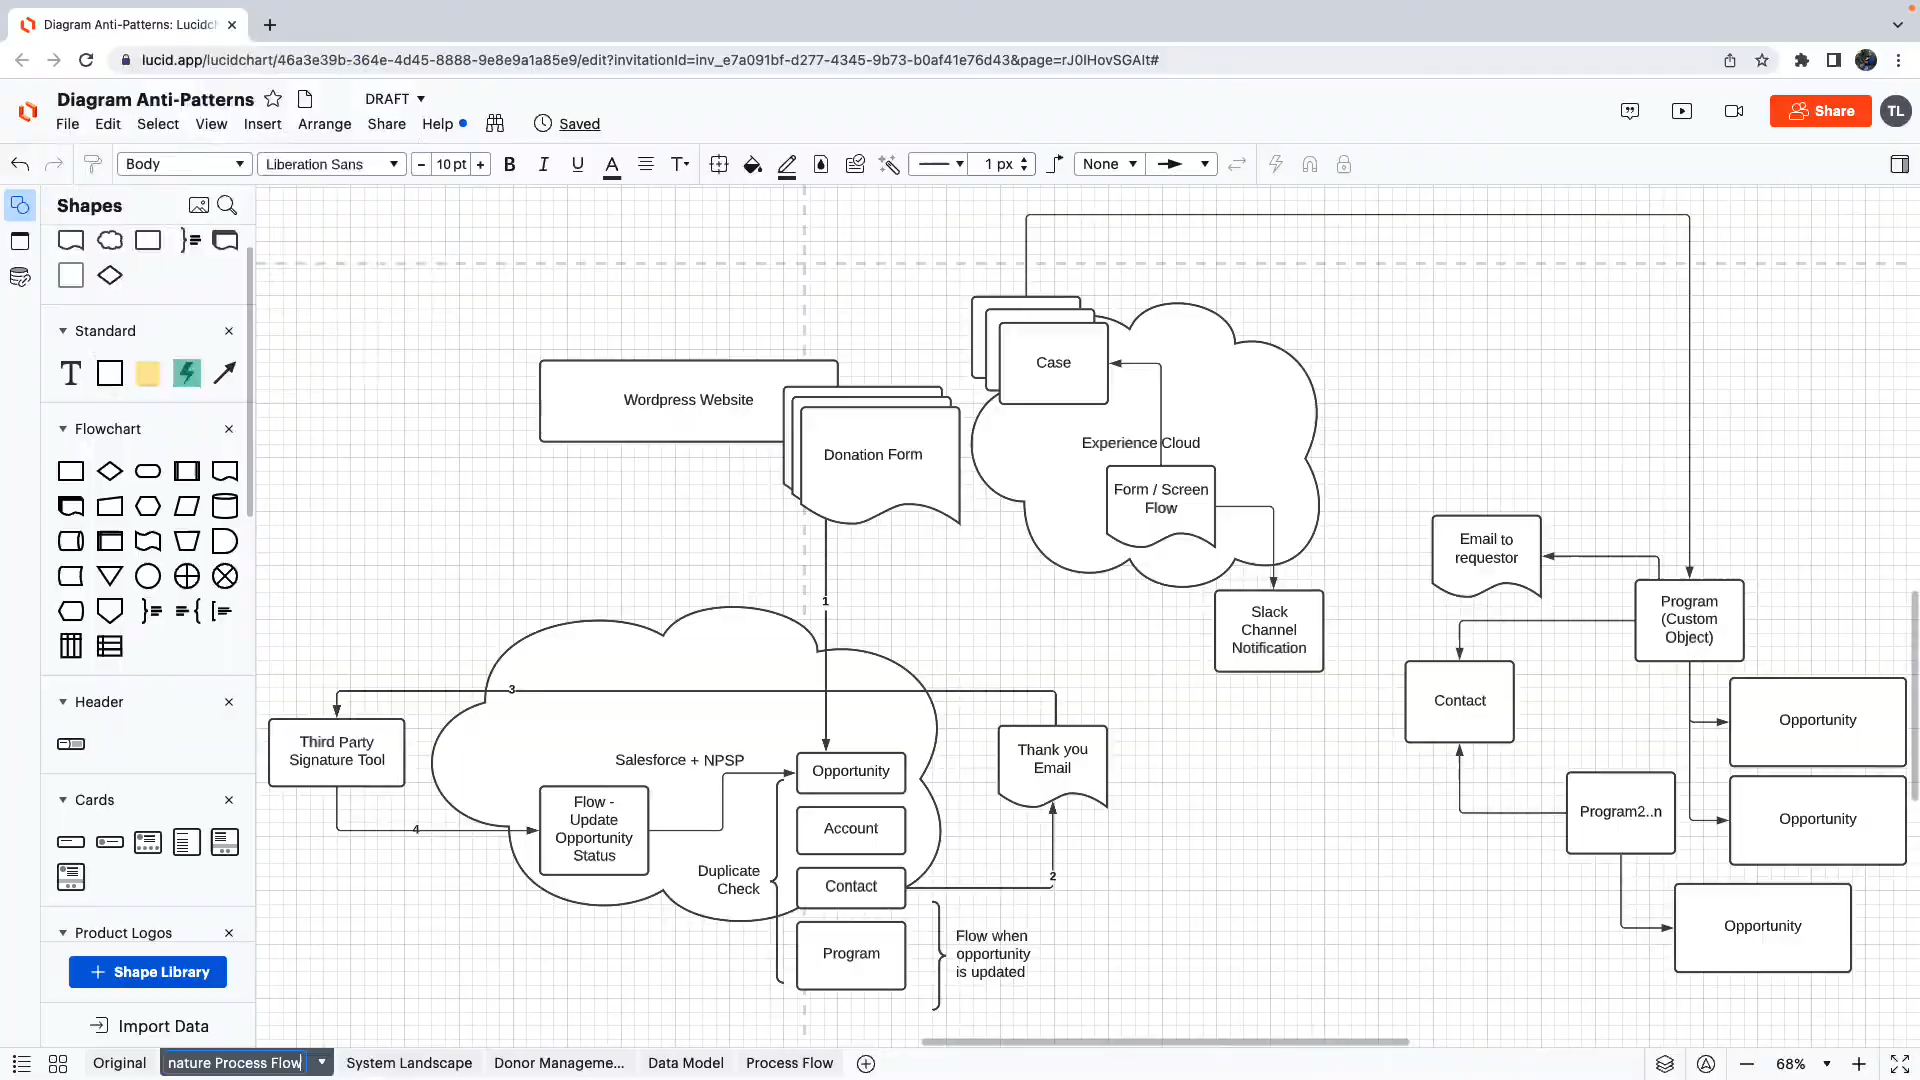 Diagram Anti-Patterns: Lucidch
lucid.app/lucidchart/46a3e39b-364e-4d45-8888-9e8e9a1a85e9/edit?invitationId=inv_e7a091bf-d277-4345-9b73-b0af41e76d43&page=rJ0lHovSGAlt#
Diagram Anti-Patterns
DRAFT
File Edit Select View Insert Arrange Share Help
Saved
Share
TL
Body
Liberation Sans
- 10 pt +
B I U A T
1 px
None
Shapes
Standard
T
Flowchart
Header
Cards
Product Logos
+ Shape Library
Import Data
Wordpress Website
Donation Form
Case
Experience Cloud
Form / Screen
Flow
Slack
Channel
Notification
Email to
requestor
Program
(Custom
Object)
Contact
Opportunity
Opportunity
Program2..n
Opportunity
1
3
Third Party
Signature Tool
4
Salesforce + NPSP
Flow -
Update
Opportunity
Status
Opportunity
Account
Duplicate
Check
Contact
Program
Thank you
Email
2
Flow when
opportunity
is updated
Original
nature Process Flow
System Landscape
Donor Manageme...
Data Model
Process Flow
68%